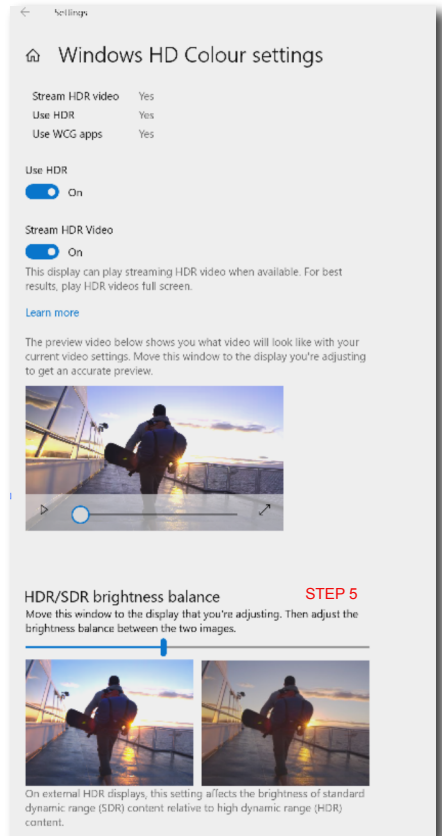 Settings
Windows HD Colour settings
Stream HDR video Yes
Use HDR Yes
Use WCG apps Yes
Use HDR
On
Stream HDR Video
On
This display can play streaming HDR video when available. For best
results, play HDR videos full screen.
Learn more
The preview video below shows you what video will look like with your
current video settings. Move this window to the display you're adjusting
to get an accurate preview.
HDR/SDR brightness balance STEP 5
Move this window to the display that you're adjusting. Then adjust the
brightness balance between the two images.
On external HDR displays, this setting affects the brightness of standard
dynamic range (SDR) content relative to high dynamic range (HDR)
content.